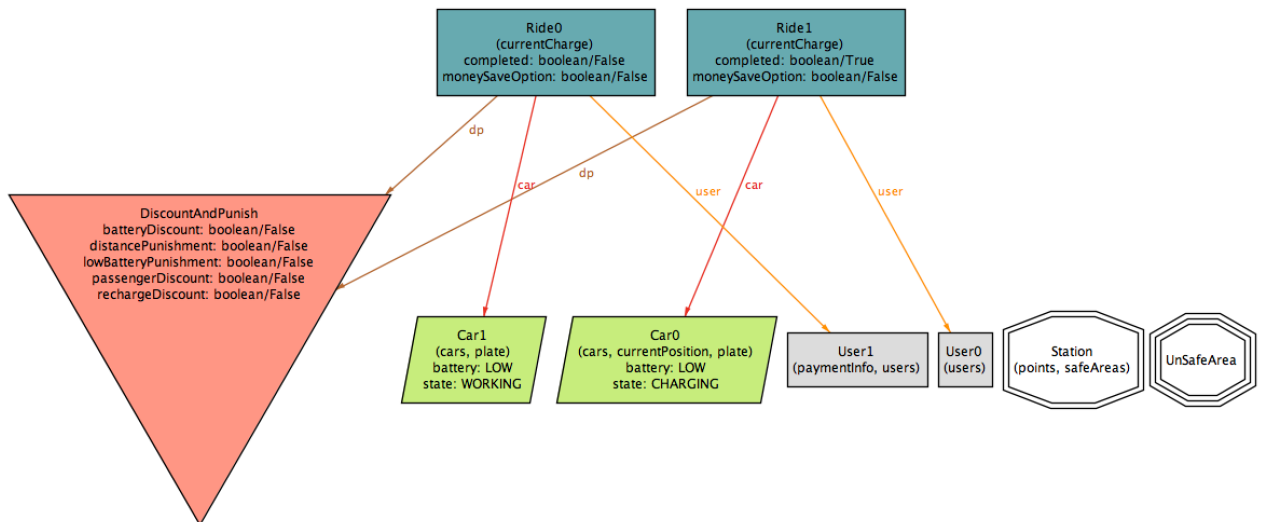 Ride0
(currentCharge)
completed: boolean/False
moneySaveOption: boolean/False
Ride1
(currentCharge)
completed: boolean/True
moneySaveOption: boolean/False
dp
dp
car
user
car
user
DiscountAndPunish
batteryDiscount: boolean/False
distancePunishment: boolean/False
lowBatteryPunishment: boolean/False
passengerDiscount: boolean/False
rechargeDiscount: boolean/False
Car1
(cars, plate)
battery: LOW
state: WORKING
Car0
(cars, currentPosition, plate)
battery: LOW
state: CHARGING
User1
(paymentInfo, users)
User0
(users)
Station
(points, safeAreas)
UnSafeArea